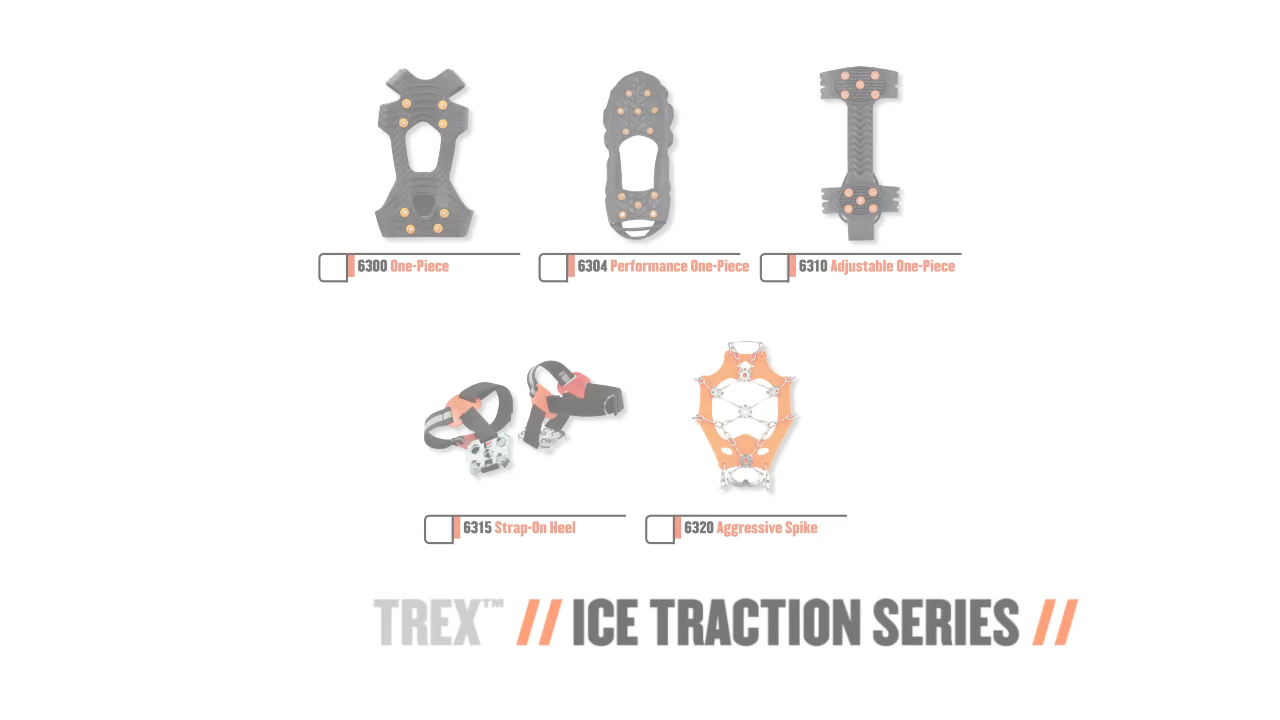 6300 One-Piece
6304 Performance One-Piece
6310 Adjustable One-Piece
6315 Strap-On Heel
6320 Aggressive Spike
TREX™ // ICE TRACTION SERIES //